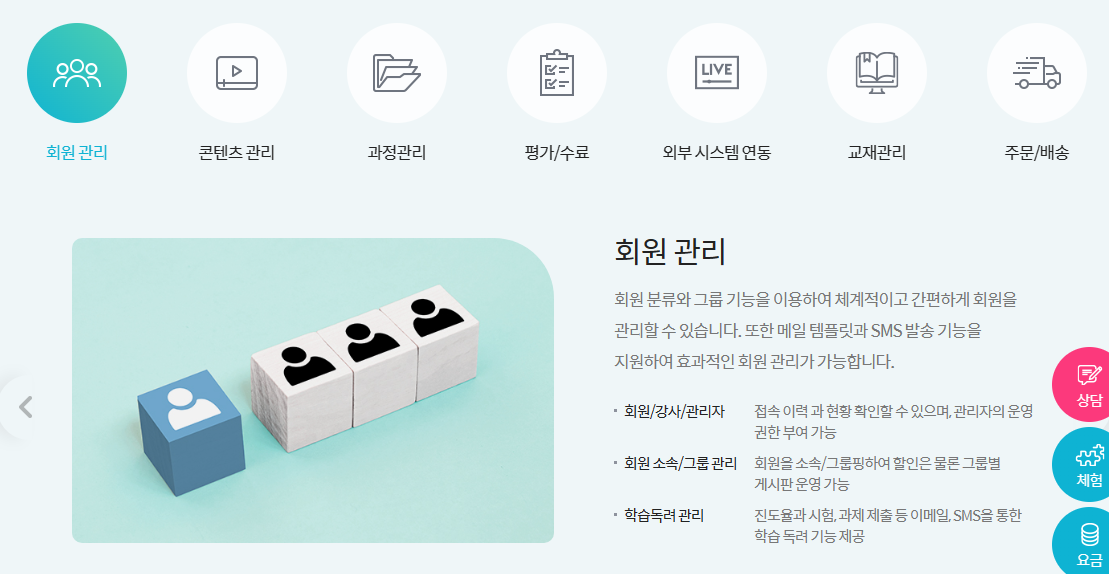 LIVE
회원 관리
콘텐츠 관리
과정관리
평가/수료
외부 시스템 연동
교재관리
주문/배송
회원 관리
회원 분류와 그룹 기능을 이용하여 체계적이고 간편하게 회원을
관리할 수 있습니다. 또한 메일 템플릿과 SMS 발송 기능을
지원하여 효과적인 회원 관리가 가능합니다.
회원/강사/관리자
접속 이력 과 현황 확인할 수 있으며, 관리자의 운영
권한 부여 가능
회원 소속/그룹 관리
회원을 소속/그룹핑하여 할인은 물론 그룹별
게시판 운영 가능
학습독려 관리
진도율과 시험, 과제 제출 등 이메일, SMS을 통한
학습 독려 기능 제공
상담
체험
요금